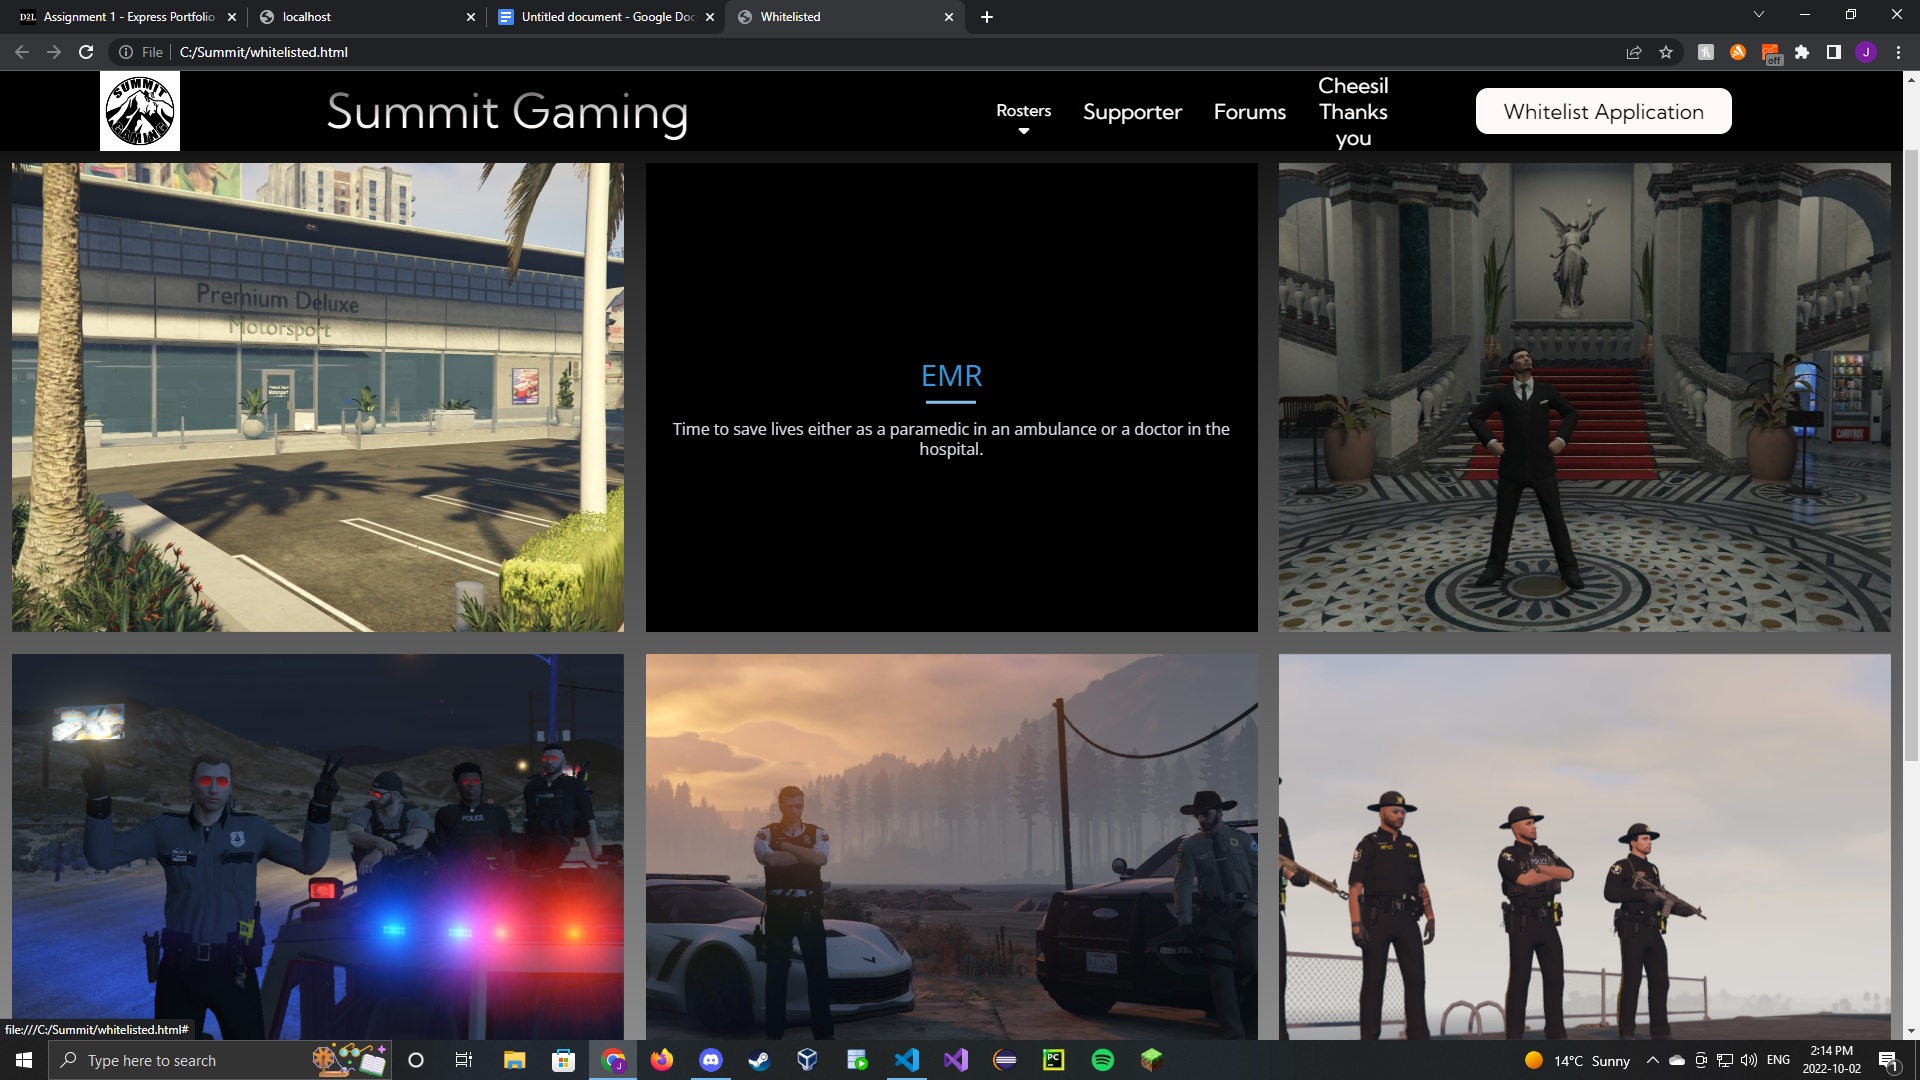 Assignment 1 - Express Portfolio
localhost
Untitled document - Google Doc
Whitelisted
File
C:/Summit/whitelisted.html
off
J
SUMMIT
GAMING
Summit Gaming
Rosters
Supporter
Forums
Cheesil
Thanks
you
Whitelist Application
Premium Deluxe
Motorsport
EMR
Time to save lives either as a paramedic in an ambulance or a doctor in the
hospital.
CANDYBOX
POLICE
file:///C:/Summit/whitelisted.html#
Type here to search
14°C Sunny
ENG
2:14 PM
2022-10-02
1